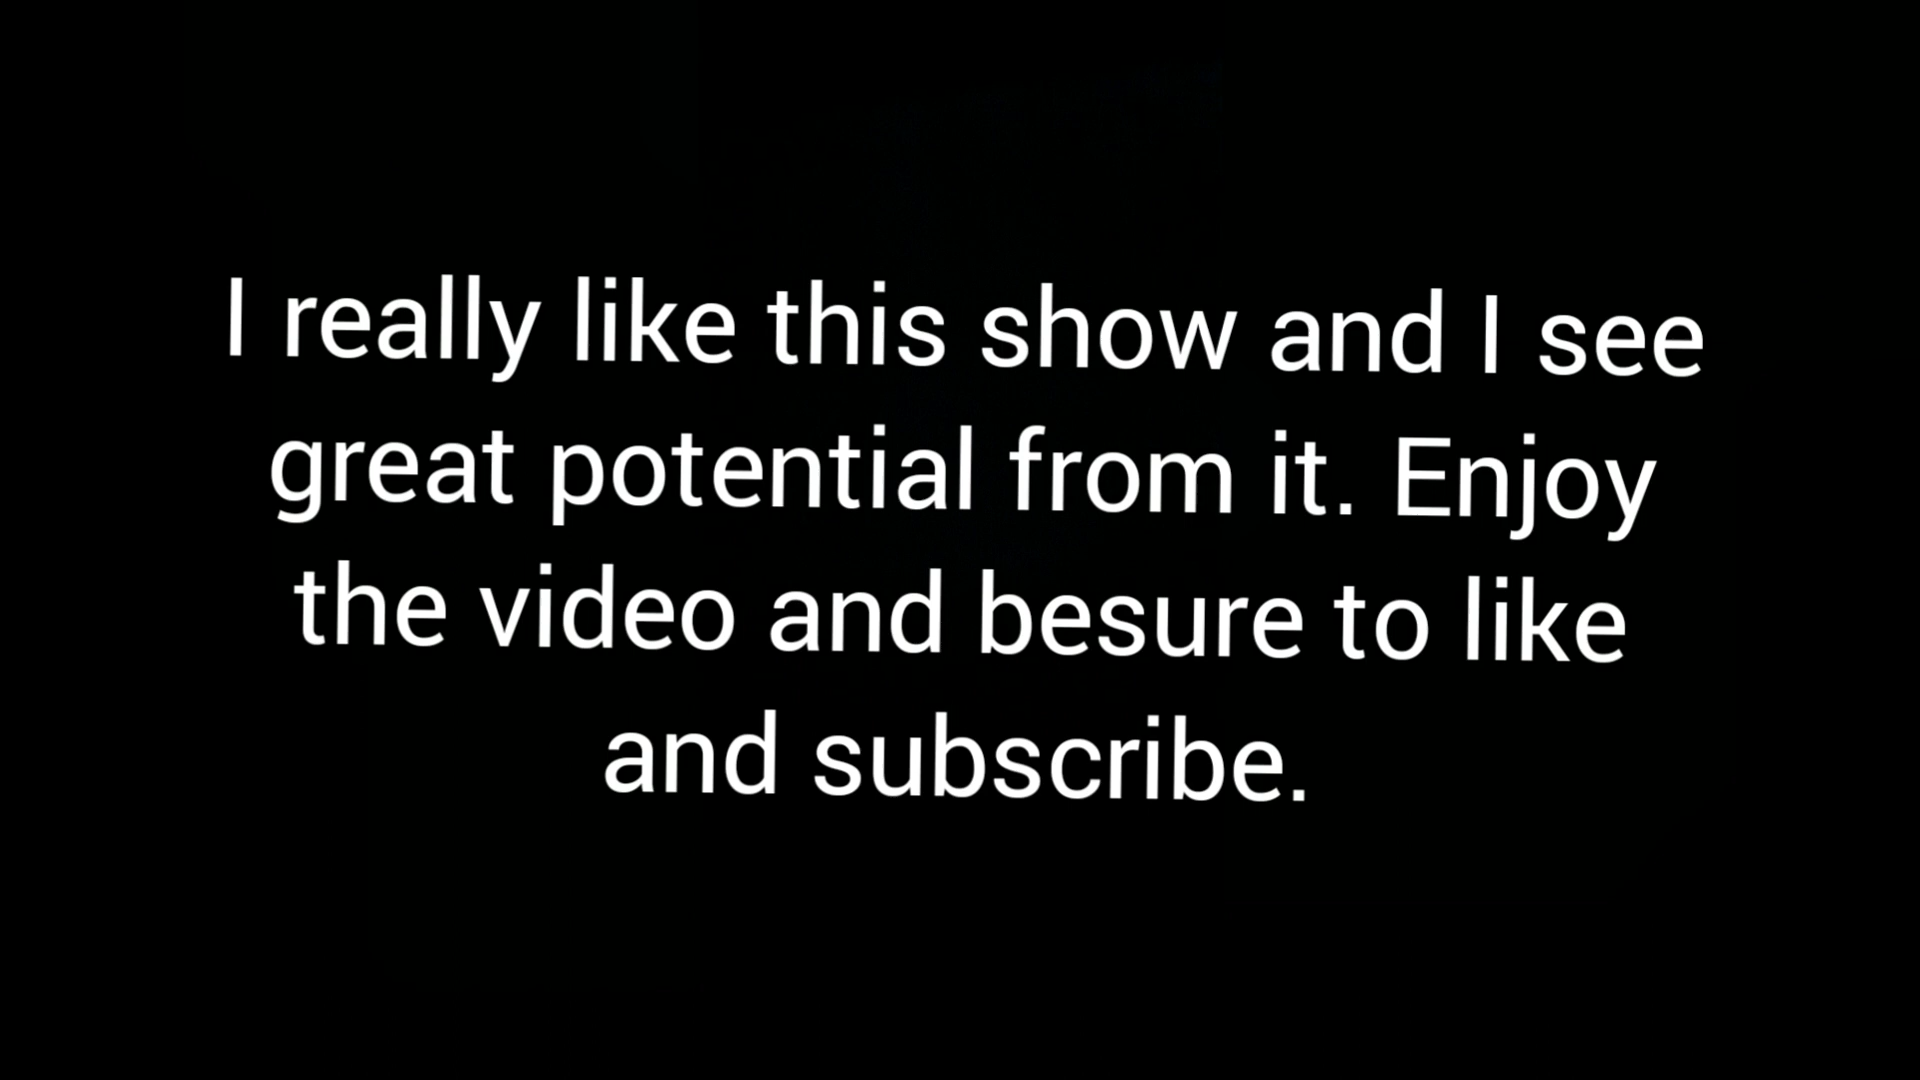 I really like this show and I see
great potential from it. Enjoy
the video and besure to like
and subscribe.